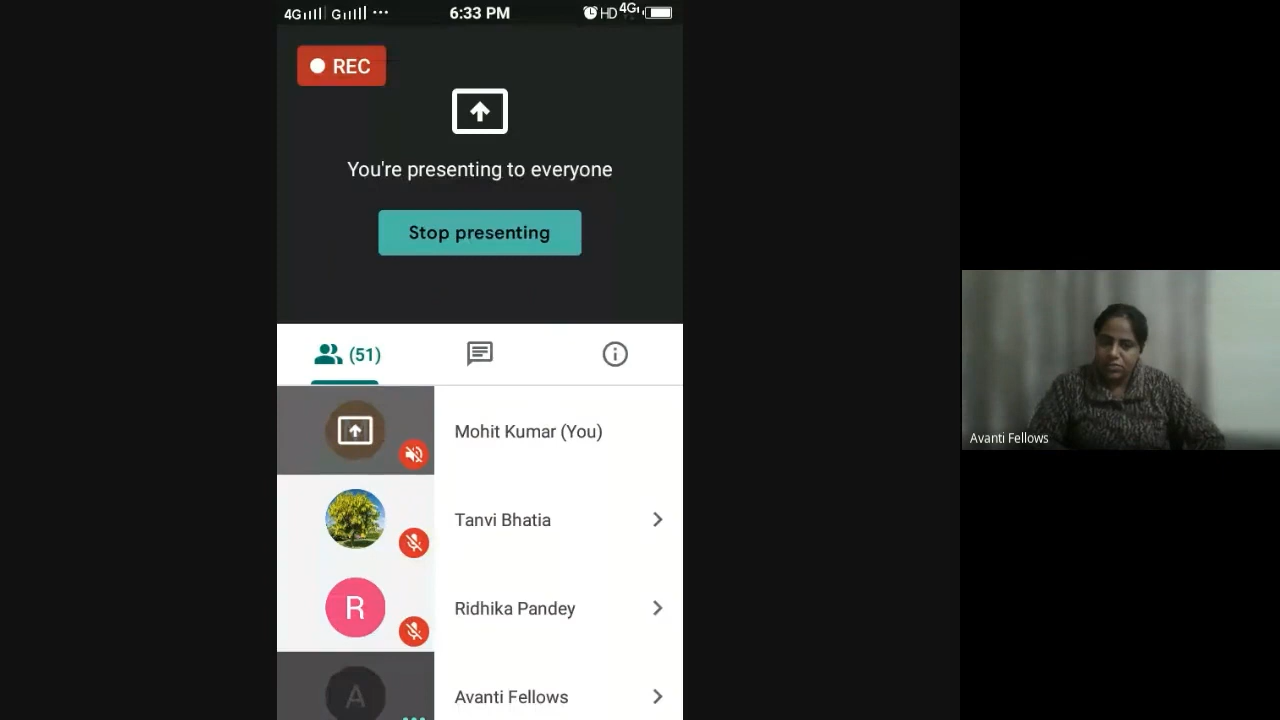 4G G ••• 6:33 PM HD 4G
REC
You're presenting to everyone
Stop presenting
(51)
Mohit Kumar (You)
Tanvi Bhatia
R
Ridhika Pandey
A
Avanti Fellows
Avanti Fellows